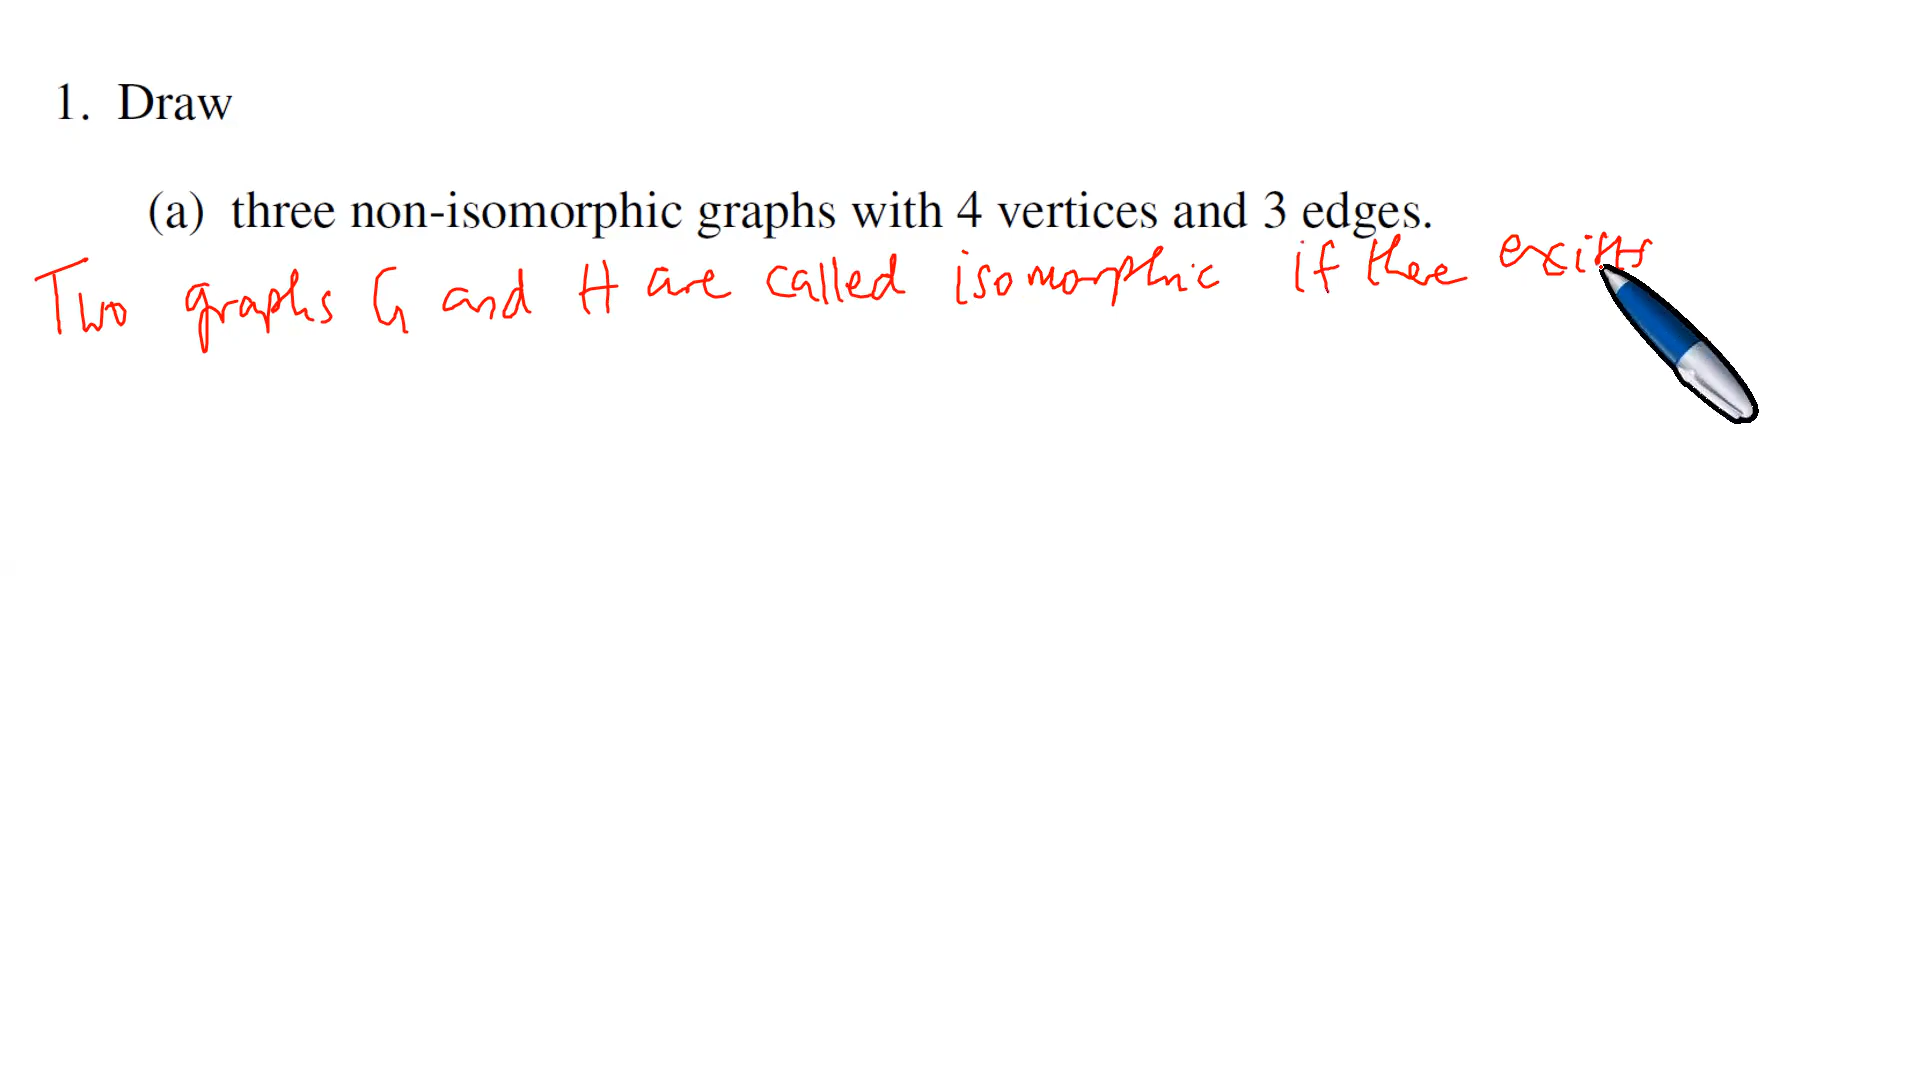 1. Draw
(a) three non-isomorphic graphs with 4 vertices and 3 edges.
Two graphs G and H are called isomorphic if there exists